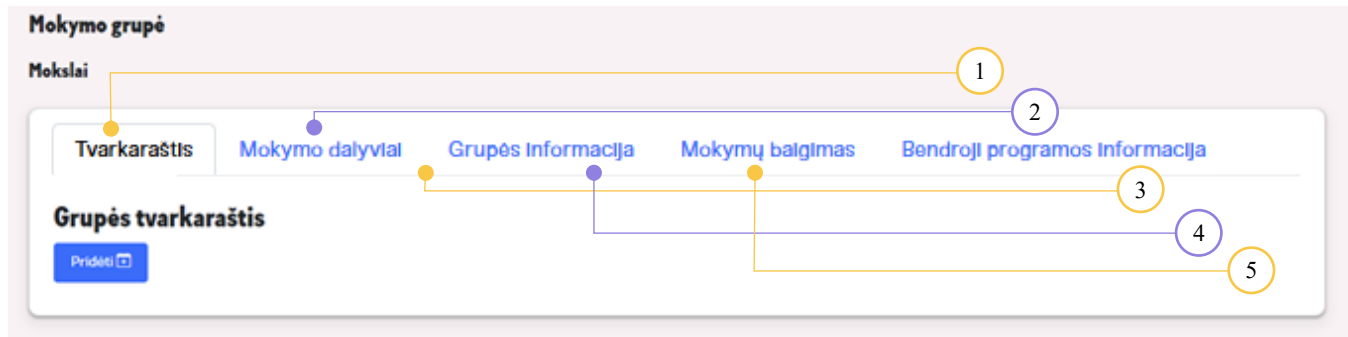 Mokymo grupė
Mokslai
1
2
Tvarkaraštis Mokymo dalyviai Grupės informacija Mokymų baigimas Bendroji programos informacija
3
Grupės tvarkaraštis
4
Pridėti
5